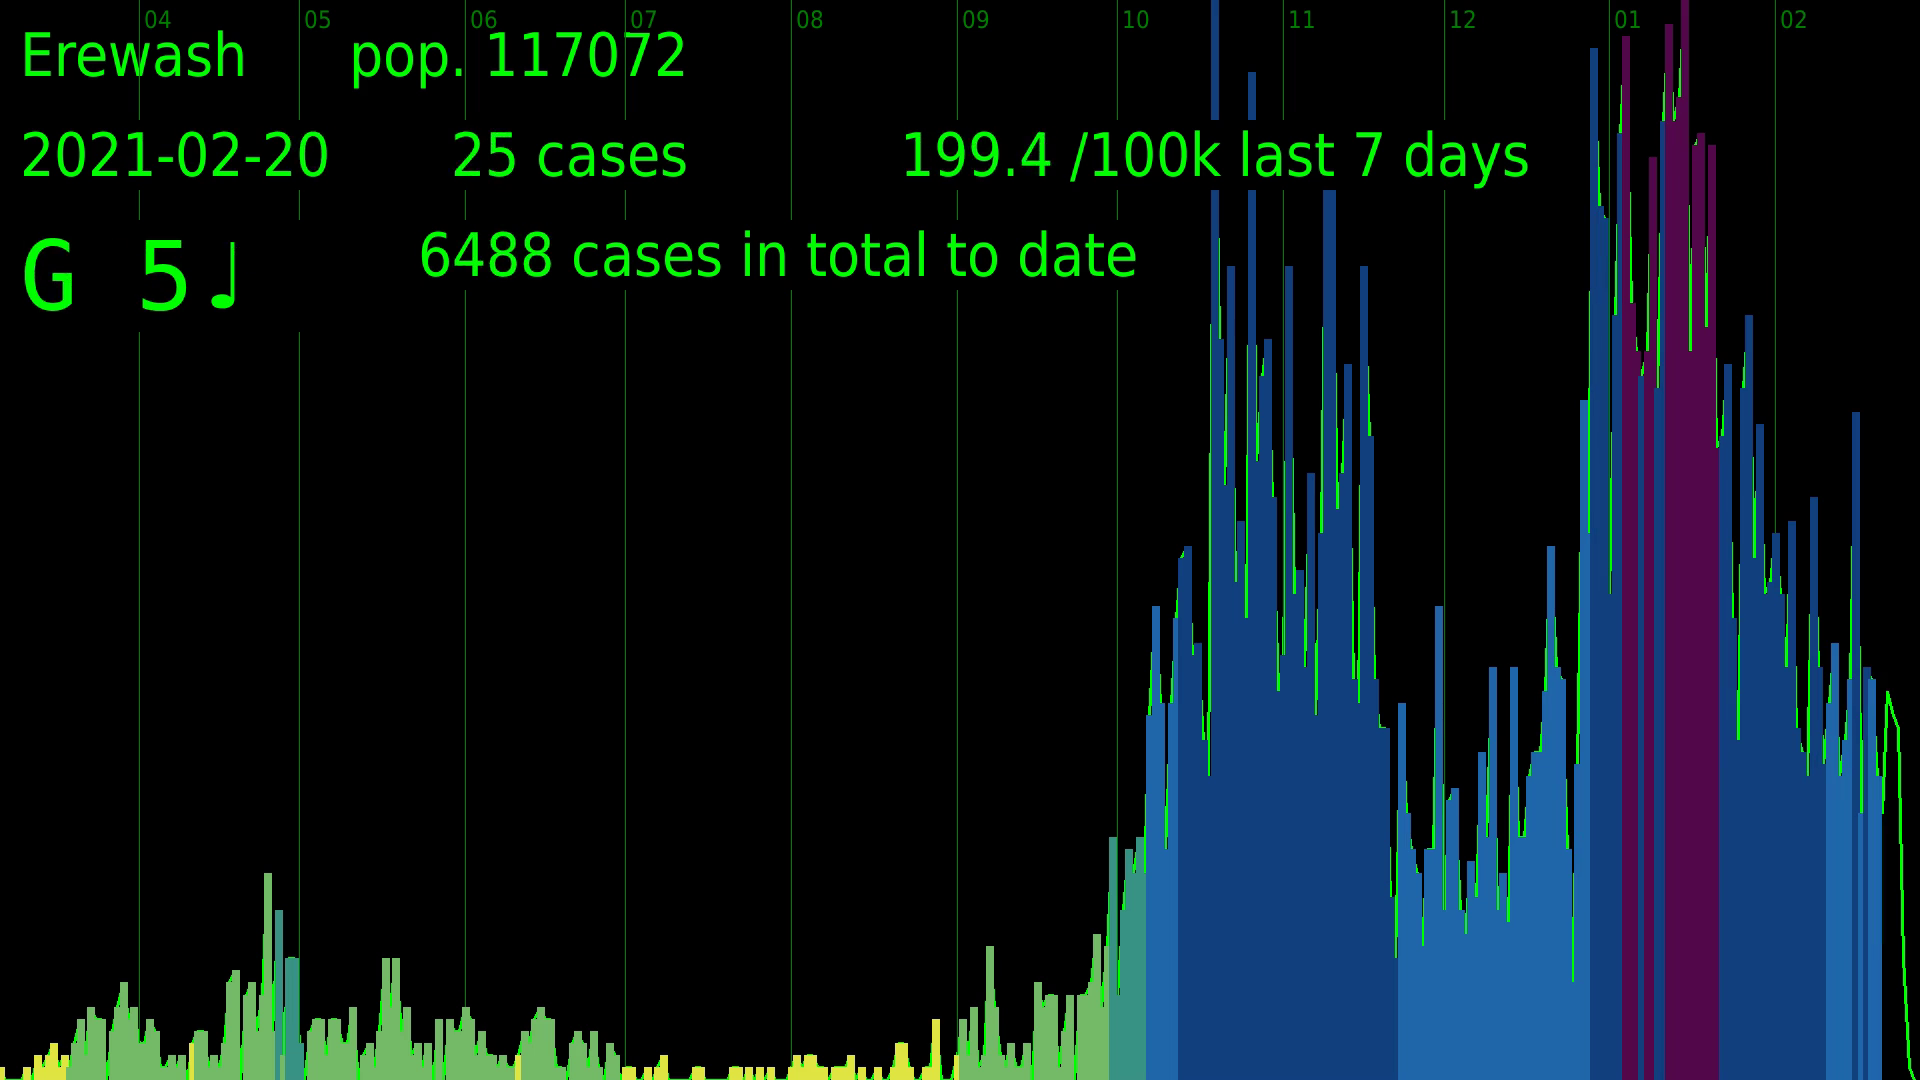 04 05 06 07 08 09 10 11 12 01 02
Erewash pop. 117072
2021-02-20 25 cases 199.4 /100k last 7 days
G 5♩ 6488 cases in total to date